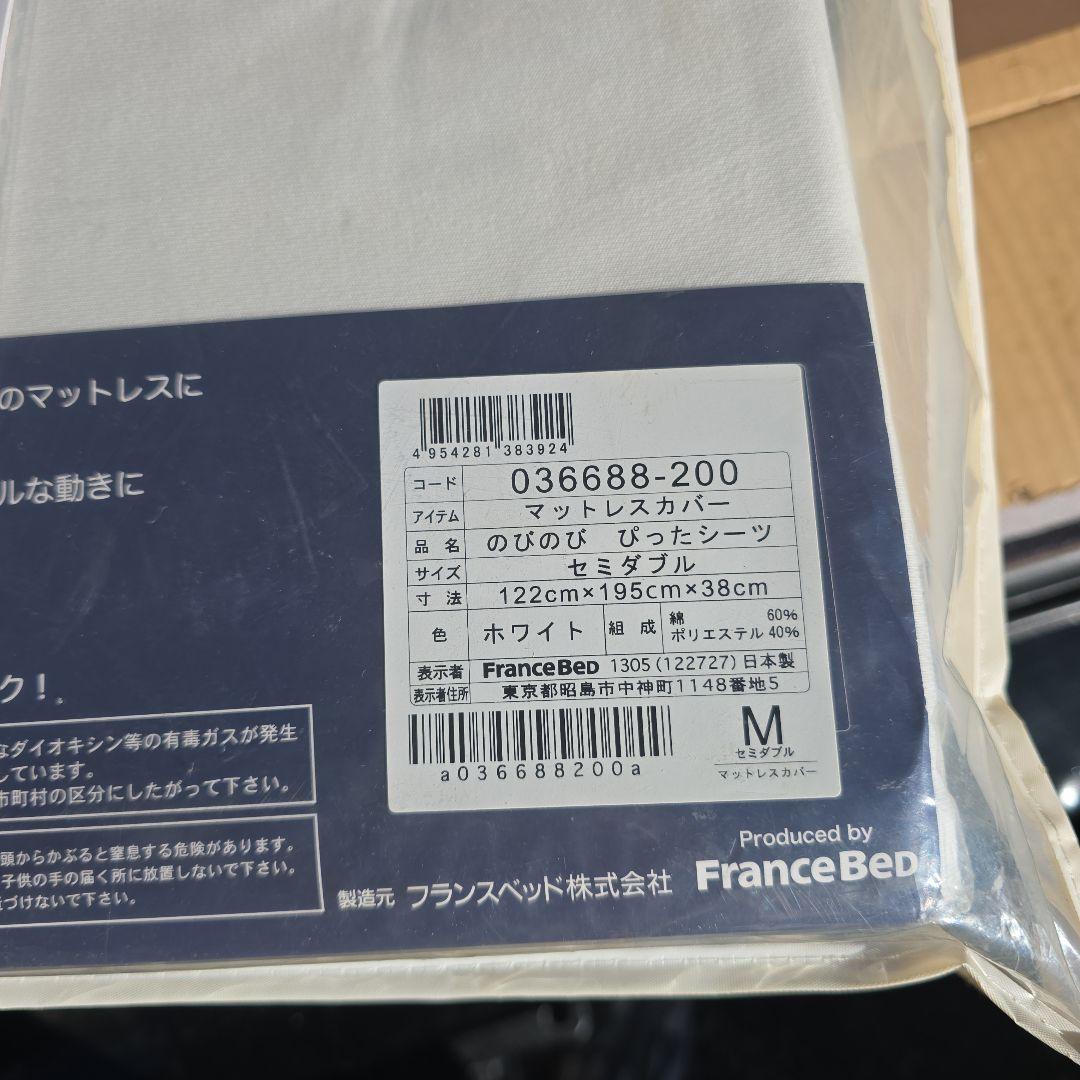 のマットレスに
ルな動きに
ク！
なダイオキシン等の有毒ガスが発生
しています。
市町村の区分にしたがって下さい。
頭からかぶると窒息する危険があります。
子供の手の届く所に放置しないで下さい。
づけないで下さい。
4 954281 383924
コード 036688-200
アイテム マットレスカバー
品名 のびのび ぴったシーツ
サイズ セミダブル
寸法 122cm×195cm×38cm
色 ホワイト 組成 綿 60% ポリエステル 40%
表示者 FRANCEBED 1305(122727)日本製
表示者住所 東京都昭島市中神町1148番地5
a036688200a
M
セミダブル
マットレスカバー
Produced by
製造元 フランスベッド株式会社 FRANCEBED